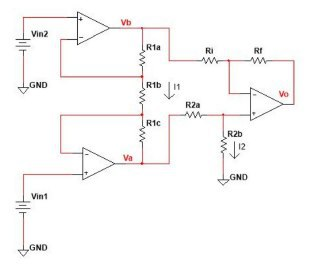 Vb
Vin2
R1a
Ri
Rf
GND
R1b
I1
R2a
Vo
R1c
R2b
I2
Va
GND
Vin1
GND